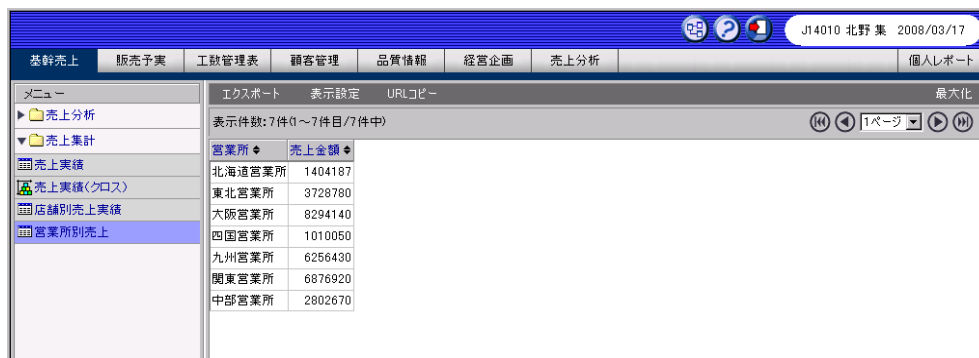 J14010 北野 集 2008/03/17
基幹売上 販売予実 工数管理表 顧客管理 品質情報 経営企画 売上分析 個人レポート
メニュー
売上分析
売上集計
売上実績
売上実績(クロス)
店舗別売上実績
営業所別売上
エクスポート 表示設定 URLコピー 最大化
表示件数:7件(1～7件目/7件中) 1ページ
営業所 売上金額
北海道営業所 1404187
東北営業所 3728780
大阪営業所 8294140
四国営業所 1010050
九州営業所 6256430
関東営業所 6876920
中部営業所 2802670